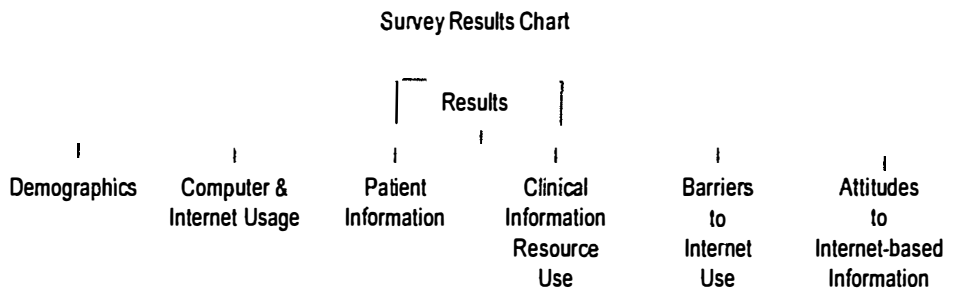 Survey Results Chart
Results
Demographics
Computer &
Internet Usage
Patient
Information
Clinical
Information
Resource
Use
Barriers
to
Internet
Use
Attitudes
to
Internet-based
Information